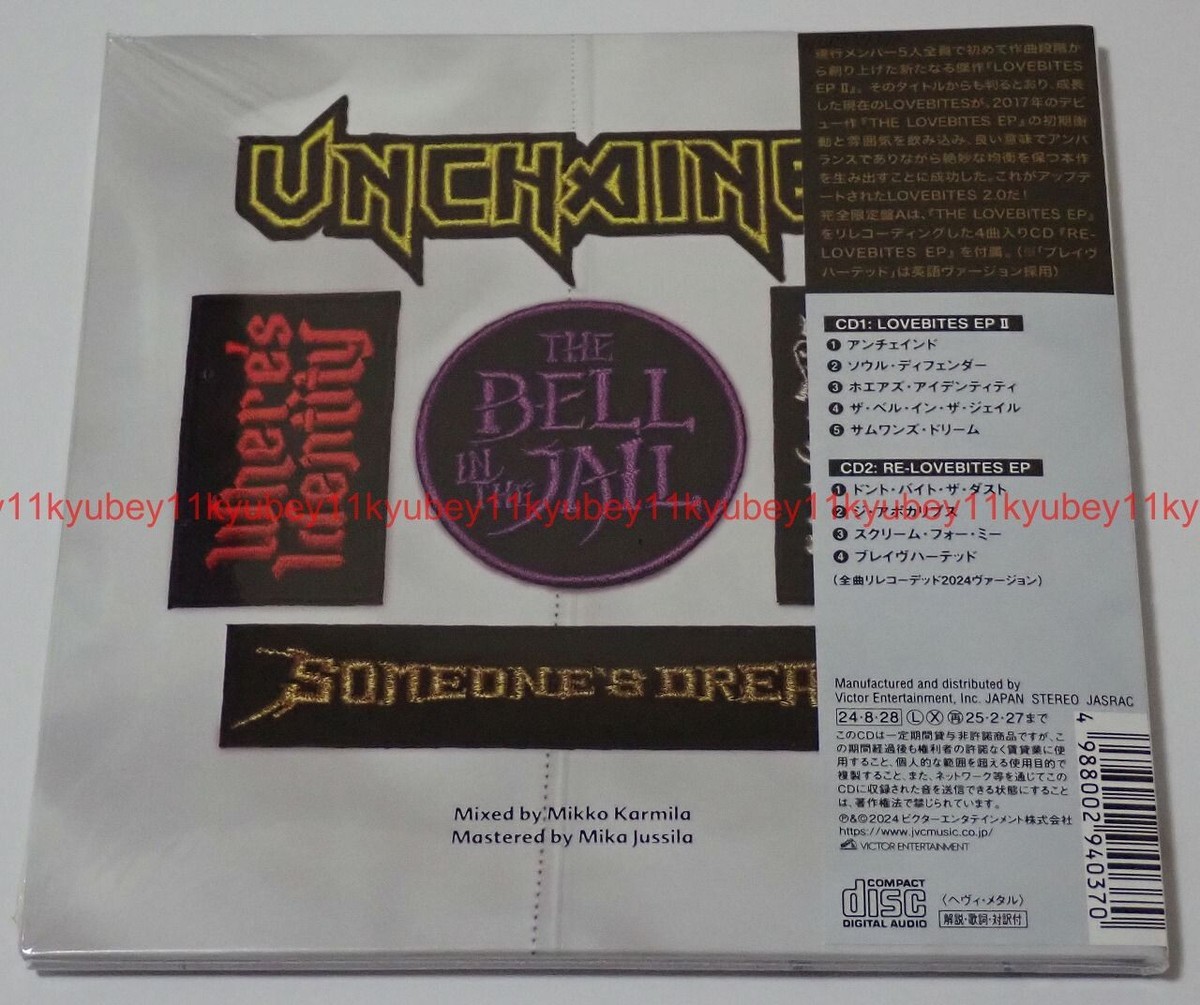 UNCHAINE
Where's
Identity
THE
BELL
IN
THE JAIL
SOMEONE'S DREA
Mixed by Mikko Karmila
Mastered by Mika Jussila
現行メンバー5人全員で初めて作曲段階か
ら創り上げた新たなる傑作『LOVEBITES
EP Ⅱ』。そのタイトルからも判るとおり、成長
した現在のLOVEBITESが、2017年のデビ
ュー作『THE LOVEBITES EP』の初期衝
動と雰囲気を飲み込み、良い意味でアンバ
ランスでありながら絶妙な均衡を保つ本作
を生み出すことに成功した。これがアップデ
ートされたLOVEBITES 2.0だ!
完全限定盤Aは、『THE LOVEBITES EP』
をリレコーディングした4曲入りCD『RE-
LOVEBITES EP』を付属。(※「ブレイヴ
ハーテッド」は英語ヴァージョン採用)
CD1: LOVEBITES EP Ⅱ
❶ アンチェインド
❷ ソウル・ディフェンダー
❸ ホエアズ・アイデンティティ
❹ ザ・ベル・イン・ザ・ジェイル
❺ サムワンズ・ドリーム
CD2: RE-LOVEBITES EP
❶ ドント・バイト・ザ・ダスト
❷ ジ・アポカリプス
❸ スクリーム・フォー・ミー
❹ ブレイヴハーテッド
(全曲リレコーデッド2024ヴァージョン)
y11kyubey11kyubey11kyubey11kyubey11kyubey11kyubey11kyubey11ky
Manufactured and distributed by
Victor Entertainment, Inc. JAPAN STEREO JASRAC
24・8・28 Ⓛ Ⓧ ㊢25・2・27まで
このCDは一定期間貸与非許諾商品ですが、こ
の期間経過後も権利者の許諾なく賃貸業に使
用すること、個人的な範囲を超える使用目的で
複製すること、また、ネットワーク等を通じてこの
CDに収録された音を送信できる状態にすること
は、著作権法で禁じられています。
℗&©2024 ビクターエンタテインメント株式会社
https://www.jvcmusic.co.jp/
VICTOR ENTERTAINMENT
COMPACT
disc
DIGITAL AUDIO
〈ヘヴィ・メタル〉
解説・歌詞・対訳付
4 988002 940370